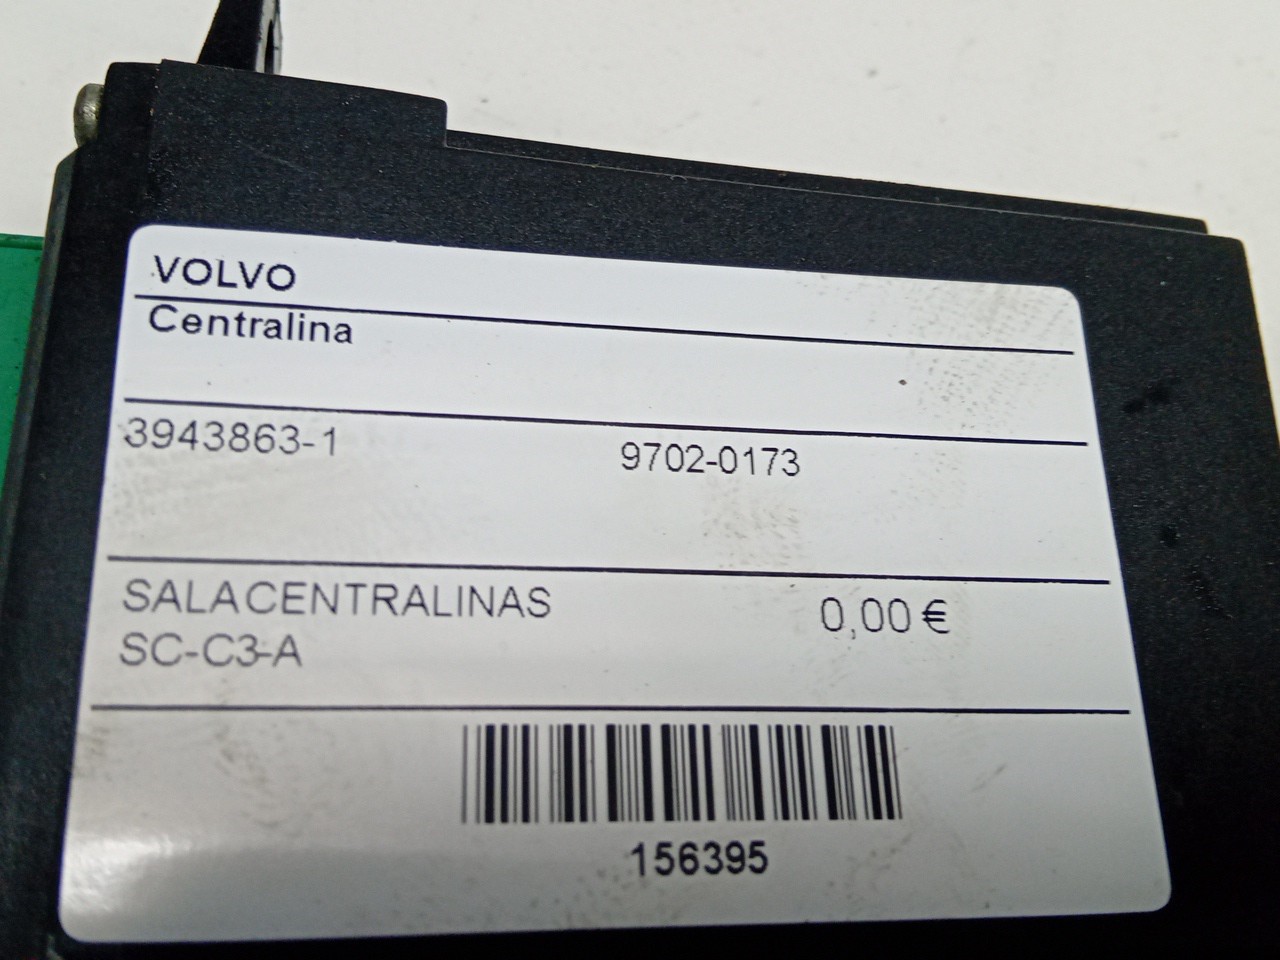 VOLVO
Centralina
3943863-1 9702-0173
SALACENTRALINAS 0,00 €
SC-C3-A
156395